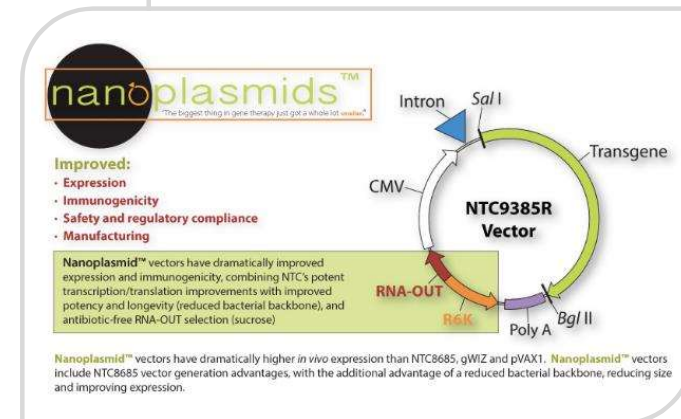 nanoplasmids™
"The biggest thing in gene therapy just got a whole lot smaller."
Improved:
· Expression
· Immunogenicity
· Safety and regulatory compliance
· Manufacturing
Nanoplasmid™ vectors have dramatically improved
expression and immunogenicity, combining NTC's potent
transcription/translation improvements with improved
potency and longevity (reduced bacterial backbone), and
antibiotic-free RNA-OUT selection (sucrose)
Intron
Sal I
Transgene
CMV
NTC9385R
Vector
RNA-OUT
R6K
Poly A
Bgl II
Nanoplasmid™ vectors have dramatically higher in vivo expression than NTC8685, gWIZ and pVAX1. Nanoplasmid™ vectors
include NTC8685 vector generation advantages, with the additional advantage of a reduced bacterial backbone, reducing size
and improving expression.